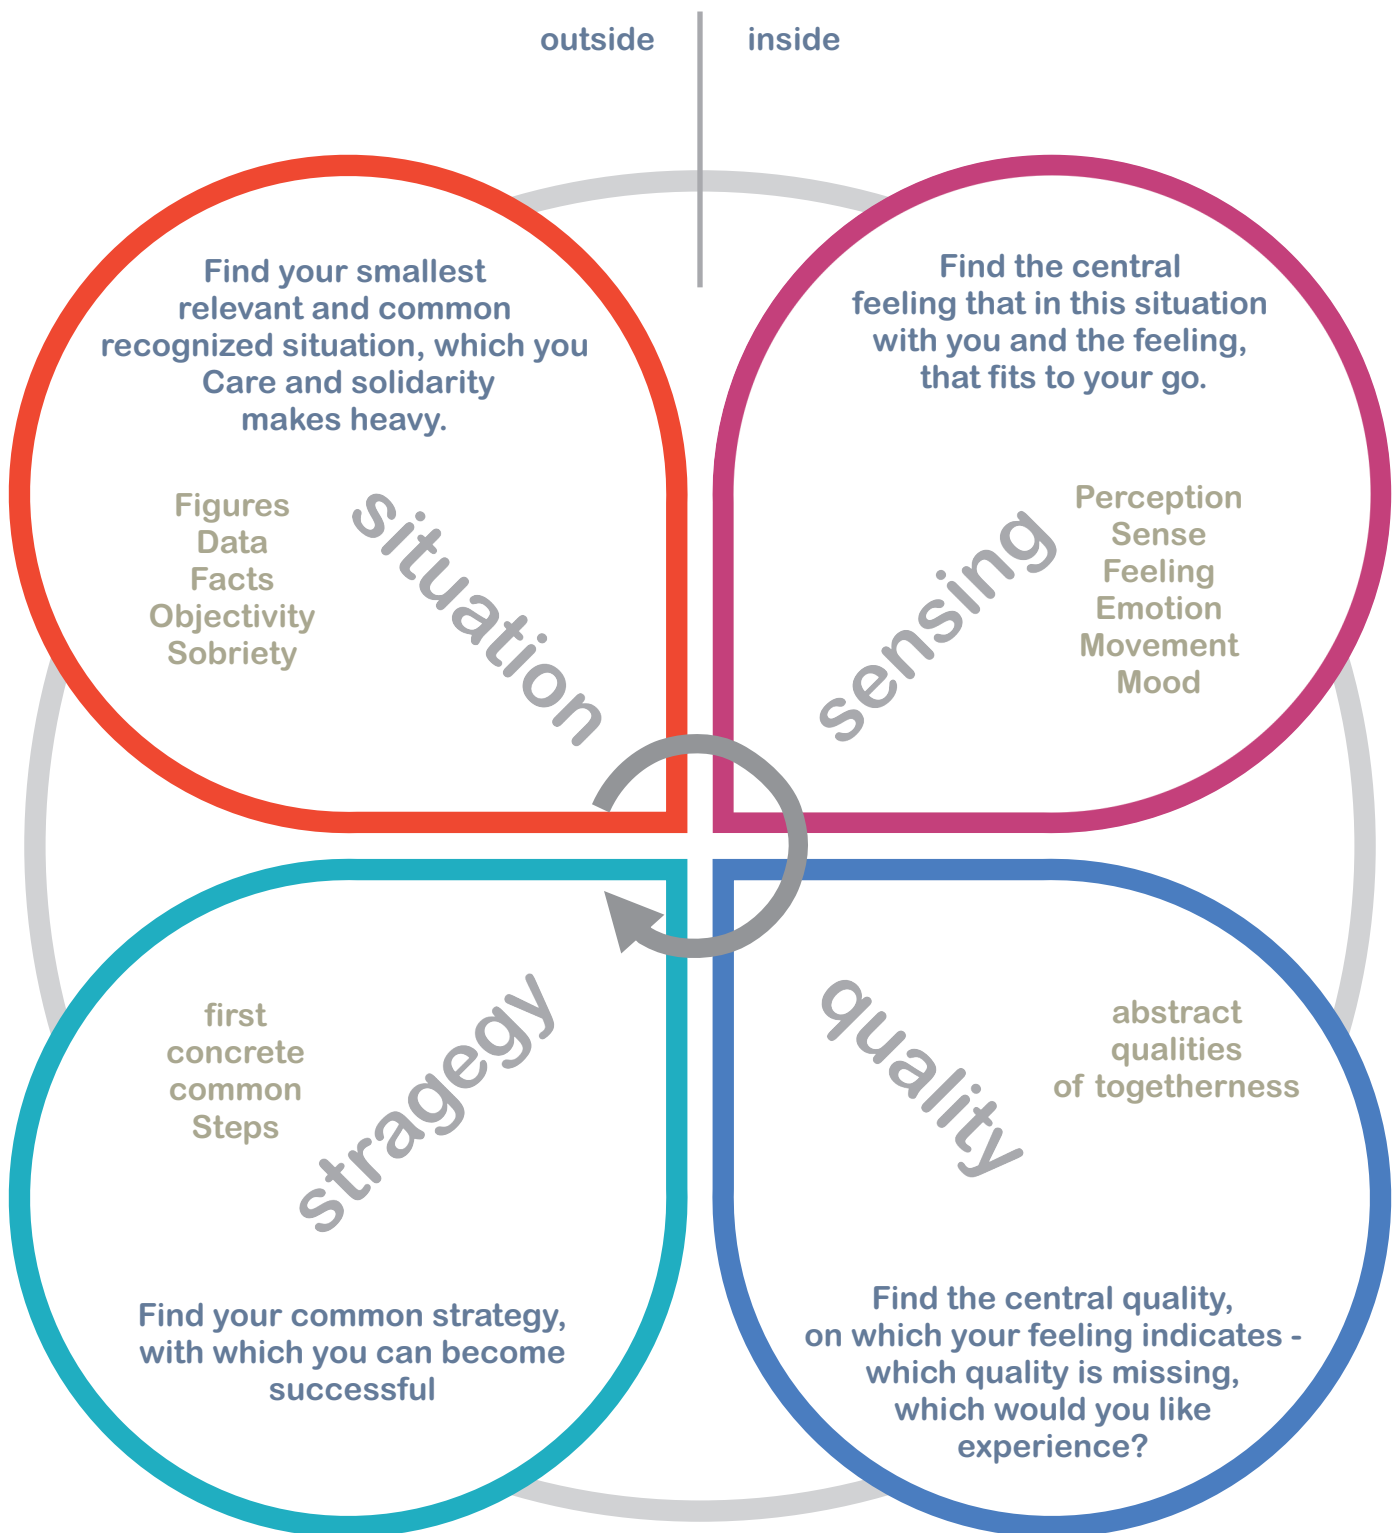 outside
inside
Find your smallest
relevant and common
recognized situation, which you
Care and solidarity
makes heavy.
Figures
Data
Facts
Objectivity
Sobriety
situation
Find the central
feeling that in this situation
with you and the feeling,
that fits to your go.
Perception
Sense
Feeling
Emotion
Movement
Mood
sensing
first
concrete
common
Steps
stragegy
Find your common strategy,
with which you can become
successful
abstract
qualities
of togetherness
quality
Find the central quality,
on which your feeling indicates -
which quality is missing,
which would you like
experience?